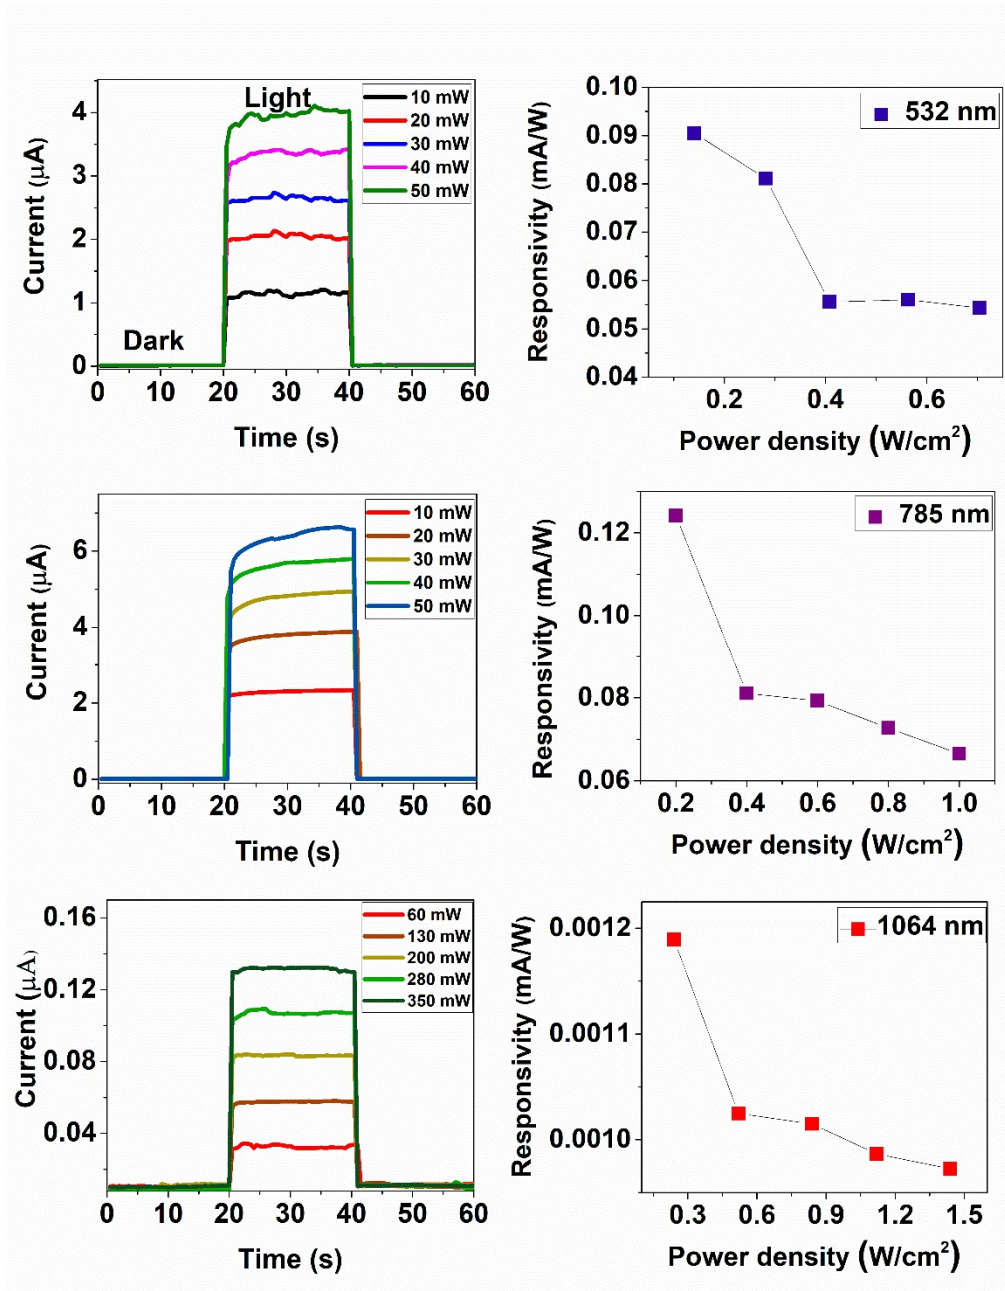 Light
10 mW
20 mW
30 mW
40 mW
50 mW
4
3
2
1
0
Current (μA)
Dark
0 10 20 30 40 50 60
Time (s)
532 nm
0.10
0.09
0.08
0.07
0.06
0.05
0.04
Responsivity (mA/W)
0.2 0.4 0.6
Power density (W/cm²)
10 mW
20 mW
30 mW
40 mW
50 mW
6
4
2
0
Current (μA)
0 10 20 30 40 50 60
Time (s)
785 nm
0.12
0.10
0.08
0.06
Responsivity (mA/W)
0.2 0.4 0.6 0.8 1.0
Power density (W/cm²)
60 mW
130 mW
200 mW
280 mW
350 mW
0.16
0.12
0.08
0.04
Current (μA)
0 10 20 30 40 50 60
Time (s)
1064 nm
0.0012
0.0011
0.0010
Responsivity (mA/W)
0.3 0.6 0.9 1.2 1.5
Power density (W/cm²)